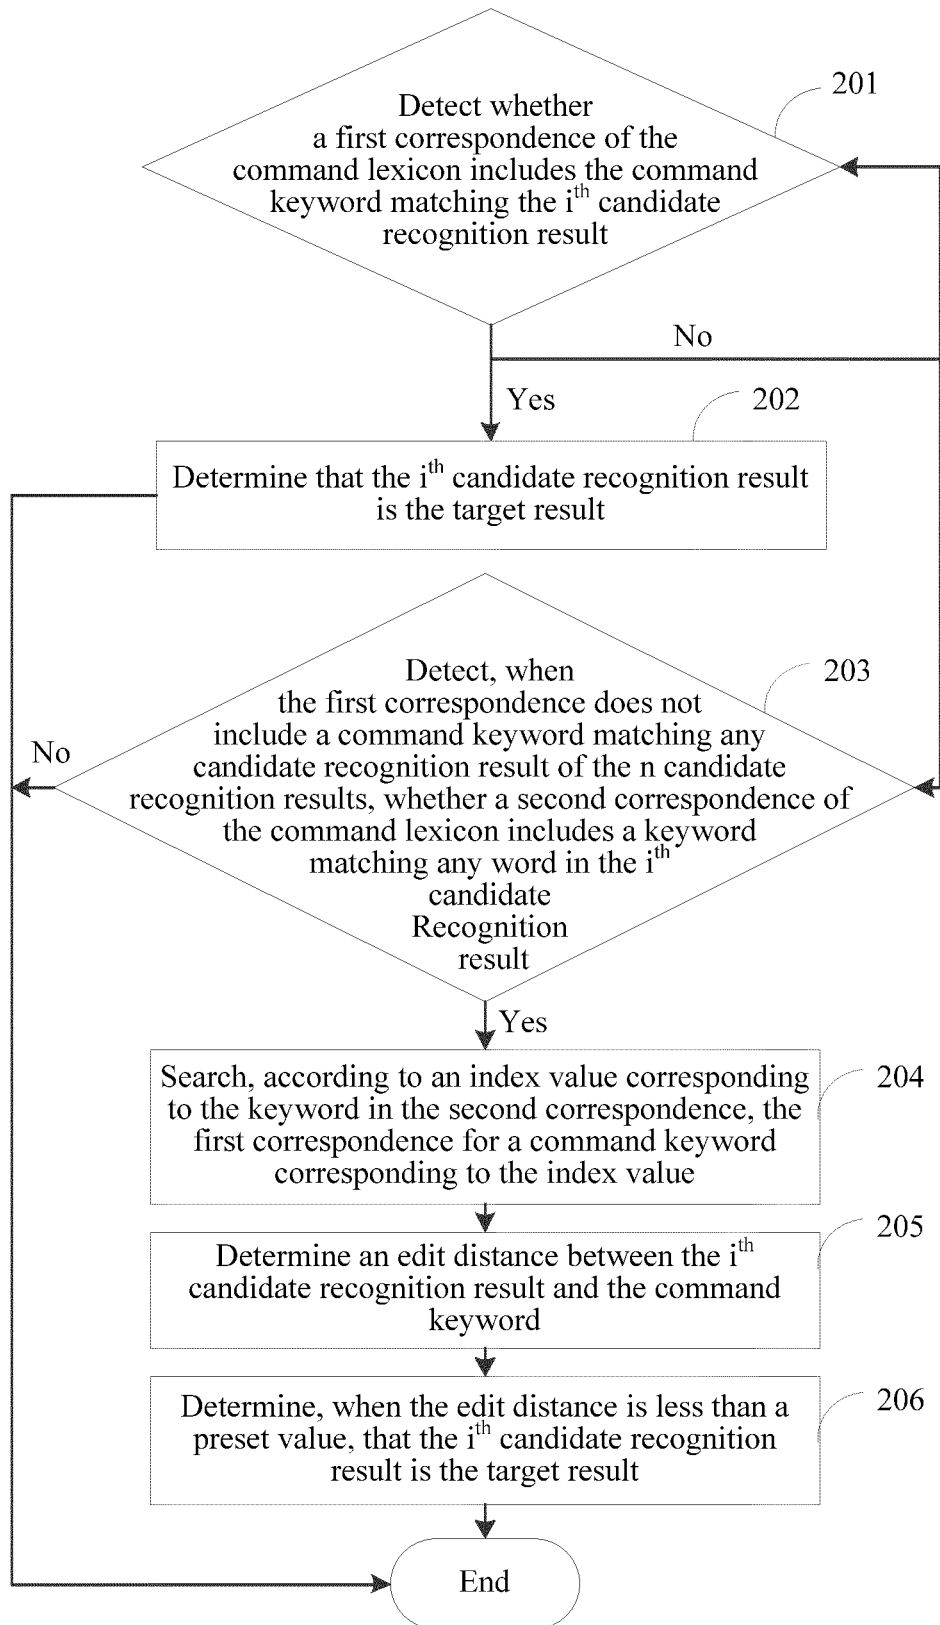 201
Detect whether
a first correspondence of the
command lexicon includes the command
keyword matching the ith candidate
recognition result
No
Yes
202
Determine that the ith candidate recognition result
is the target result
203
Detect, when
the first correspondence does not
include a command keyword matching any
candidate recognition result of the n candidate
recognition results, whether a second correspondence of
the command lexicon includes a keyword
matching any word in the ith
candidate
Recognition
result
No
Yes
204
Search, according to an index value corresponding
to the keyword in the second correspondence, the
first correspondence for a command keyword
corresponding to the index value
205
Determine an edit distance between the ith
candidate recognition result and the command
keyword
206
Determine, when the edit distance is less than a
preset value, that the ith candidate recognition
result is the target result
End